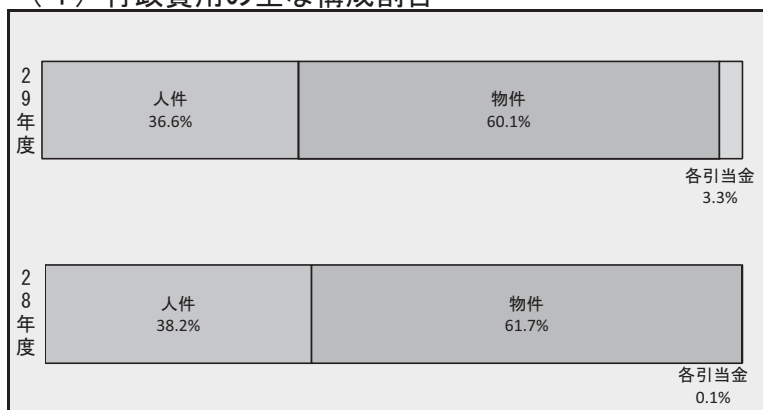 29年度
人件
36.6%
物件
60.1%
各引当金
3.3%
28年度
人件
38.2%
物件
61.7%
各引当金
0.1%